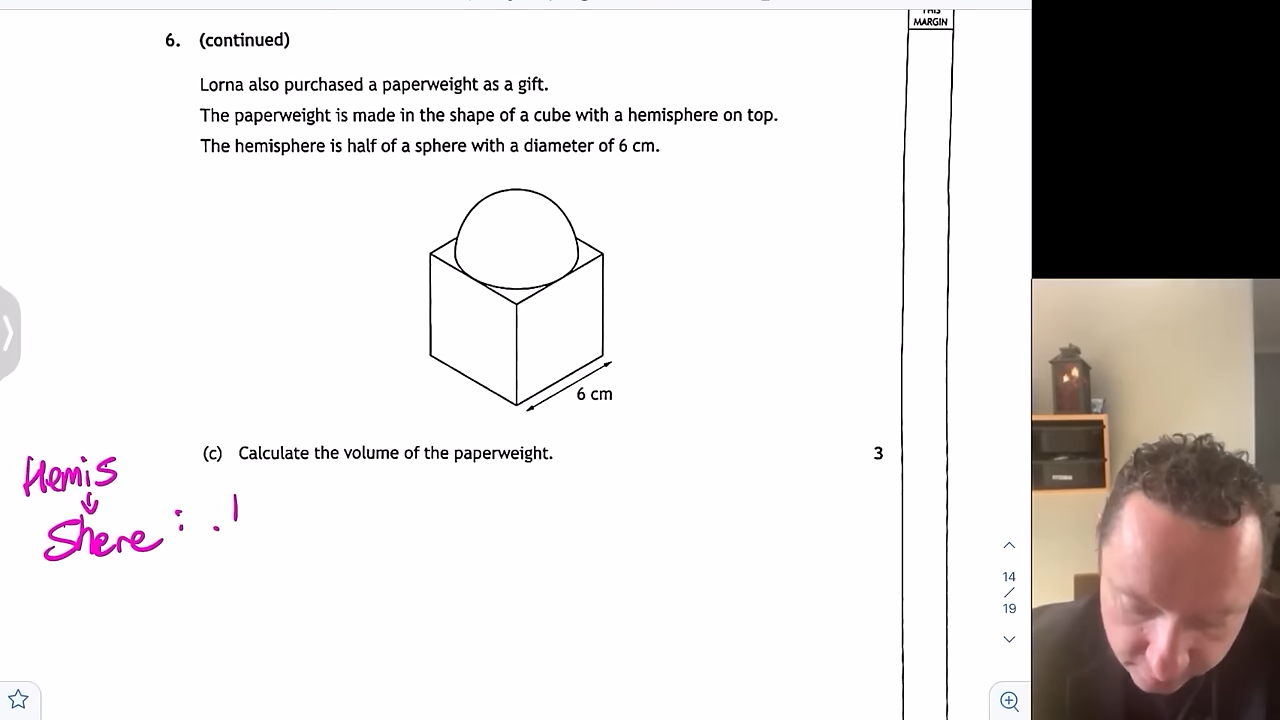 THIS
MARGIN
6. (continued)
Lorna also purchased a paperweight as a gift.
The paperweight is made in the shape of a cube with a hemisphere on top.
The hemisphere is half of a sphere with a diameter of 6 cm.
6 cm
(c) Calculate the volume of the paperweight.
3
Hemis
Shere :
14
/
19